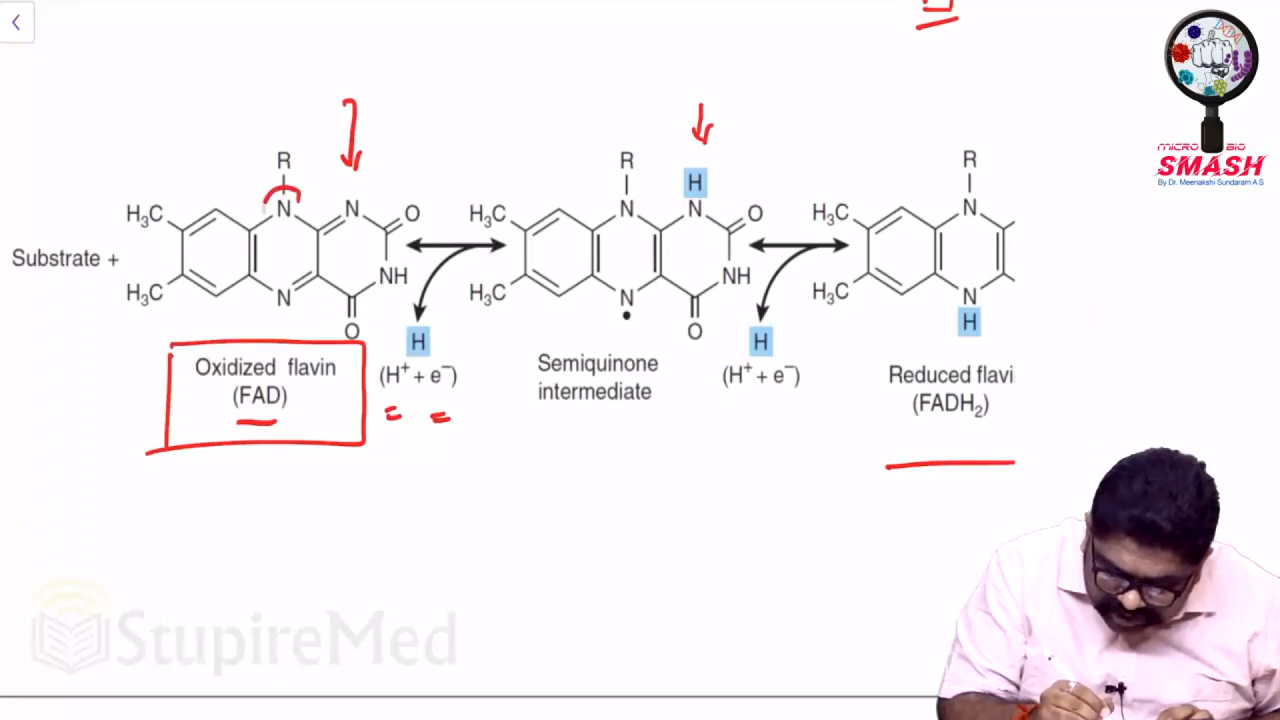 MICRO BIO
SMASH
By Dr. Meenakshi Sundaram A S
R
R
R
H
H₃C
N
N
O
H₃C
N
N
O
H₃C
N
Substrate +
NH
NH
H₃C
N
H₃C
N
H₃C
N
O
O
H
H
H
Oxidized flavin
(FAD)
(H⁺ + e⁻)
Semiquinone
intermediate
(H⁺ + e⁻)
Reduced flavi
(FADH₂)
StupireMed